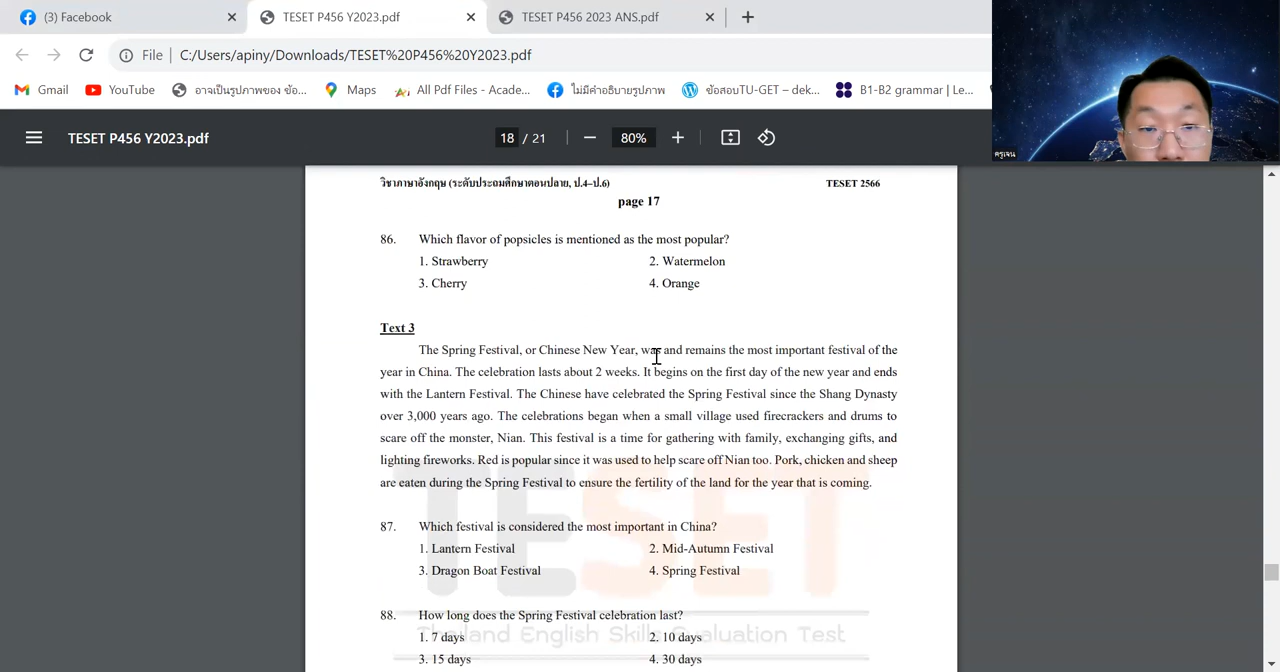 (3) Facebook
TESET P456 Y2023.pdf
TESET P456 2023 ANS.pdf
File
C:/Users/apiny/Downloads/TESET%20P456%20Y2023.pdf
Gmail
YouTube
อาจเป็นรูปภาพของ ข้อ...
Maps
All Pdf Files - Acade...
ไม่มีคำอธิบายรูปภาพ
ข้อสอบTU-GET – dek...
B1-B2 grammar | Le...
ครูเจน
TESET P456 Y2023.pdf
18 / 21
80%
วิชาภาษาอังกฤษ (ระดับประถมศึกษาตอนปลาย, ป.4–ป.6)
TESET 2566
page 17
86. Which flavor of popsicles is mentioned as the most popular?
1. Strawberry 2. Watermelon
3. Cherry 4. Orange
Text 3
The Spring Festival, or Chinese New Year, was and remains the most important festival of the
year in China. The celebration lasts about 2 weeks. It begins on the first day of the new year and ends
with the Lantern Festival. The Chinese have celebrated the Spring Festival since the Shang Dynasty
over 3,000 years ago. The celebrations began when a small village used firecrackers and drums to
scare off the monster, Nian. This festival is a time for gathering with family, exchanging gifts, and
lighting fireworks. Red is popular since it was used to help scare off Nian too. Pork, chicken and sheep
are eaten during the Spring Festival to ensure the fertility of the land for the year that is coming.
TESET
87. Which festival is considered the most important in China?
1. Lantern Festival 2. Mid-Autumn Festival
3. Dragon Boat Festival 4. Spring Festival
88. How long does the Spring Festival celebration last?
Thailand English Skills Evaluation Test
1. 7 days 2. 10 days
3. 15 days 4. 30 days